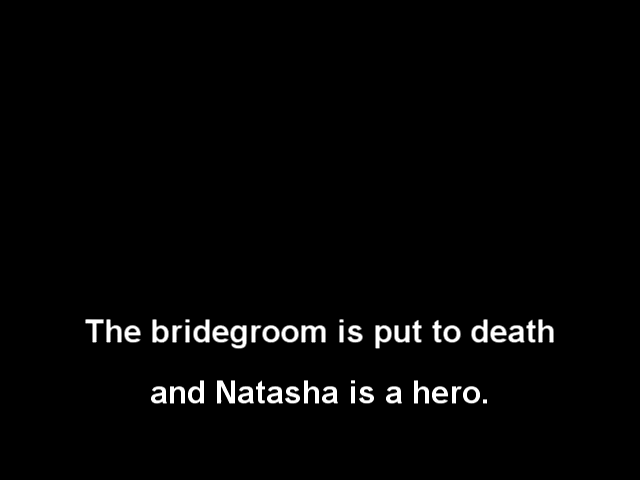 The bridegroom is put to death
and Natasha is a hero.